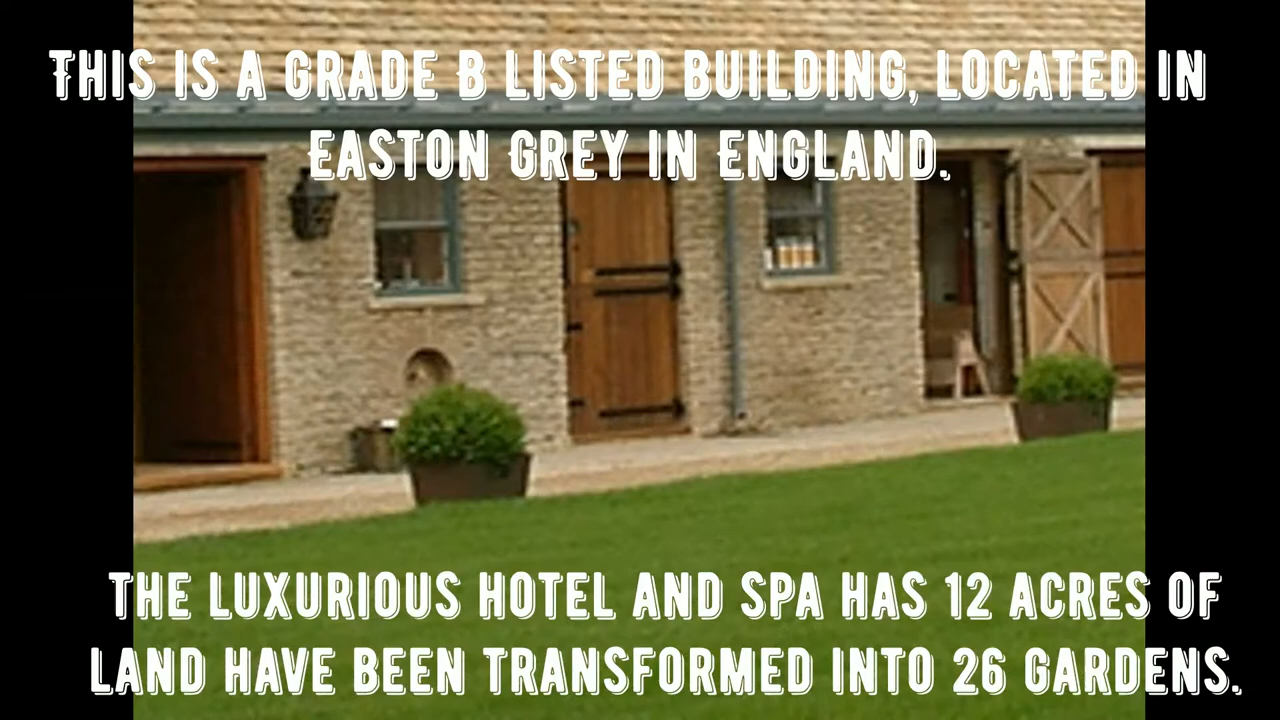 THIS IS A GRADE B LISTED BUILDING, LOCATED IN
EASTON GREY IN ENGLAND.
THE LUXURIOUS HOTEL AND SPA HAS 12 ACRES OF
LAND HAVE BEEN TRANSFORMED INTO 26 GARDENS.